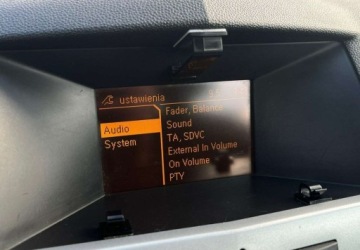 ustawienia
Audio
System
Fader, Balance
Sound
TA, SDVC
External In Volume
On Volume
PTY